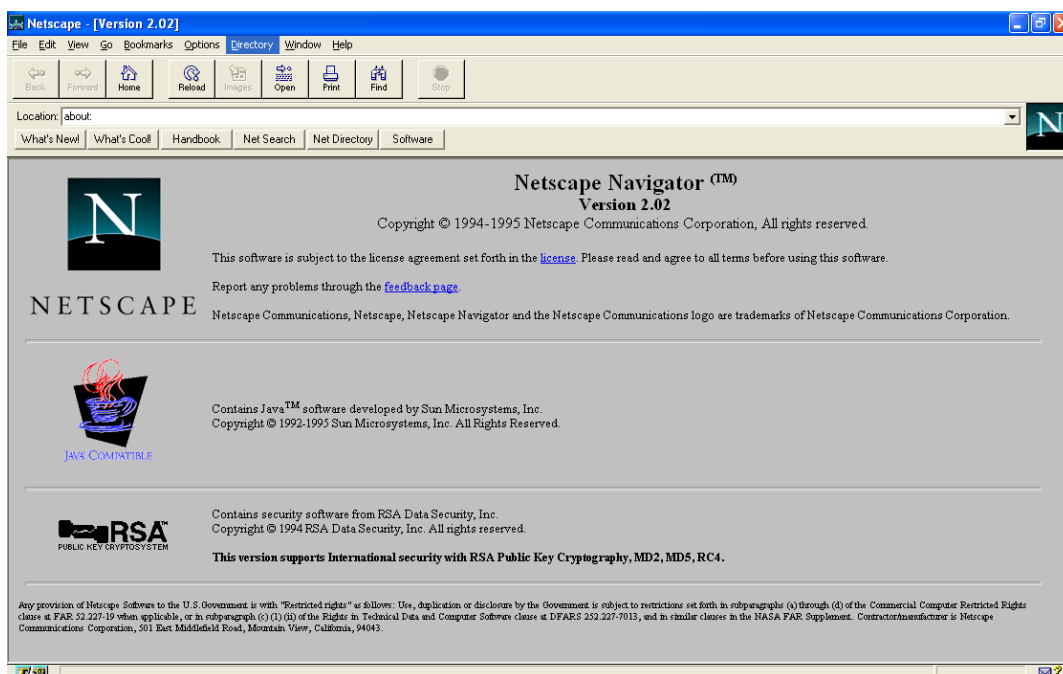 Netscape - [Version 2.02]
File Edit View Go Bookmarks Options Directory Window Help
Back Forward Home Reload Images Open Print Find Stop
Location: about:
N
What's New! What's Cool! Handbook Net Search Net Directory Software
N
NETSCAPE
Netscape Navigator (TM)
Version 2.02
Copyright © 1994-1995 Netscape Communications Corporation, All rights reserved.
This software is subject to the license agreement set forth in the license. Please read and agree to all terms before using this software.
Report any problems through the feedback page.
Netscape Communications, Netscape, Netscape Navigator and the Netscape Communications logo are trademarks of Netscape Communications Corporation.
JAVA COMPATIBLE
Contains Java TM software developed by Sun Microsystems, Inc.
Copyright © 1992-1995 Sun Microsystems, Inc. All Rights Reserved.
RSA TM
PUBLIC KEY CRYPTOSYSTEM
Contains security software from RSA Data Security, Inc.
Copyright © 1994 RSA Data Security, Inc. All rights reserved.
This version supports International security with RSA Public Key Cryptography, MD2, MD5, RC4.
Any provision of Netscape Software to the U.S.Government is with "Restricted rights" as follows: Use, duplication or disclosure by the Government is subject to restrictions set forth in subparagraphs (a) through (d) of the Commercial Computer Restricted Rights
clause at FAR 52.227-19 when applicable, or in subparagraph (c) (1) (ii) of the Rights in Technical Data and Computer Software clause at DFARS 252.227-7013, and in similar clauses in the NASA FAR Supplement. Contractor/manufacturer is Netscape
Communications Corporation, 501 East Middlefield Road, Mountain View, California, 94043.